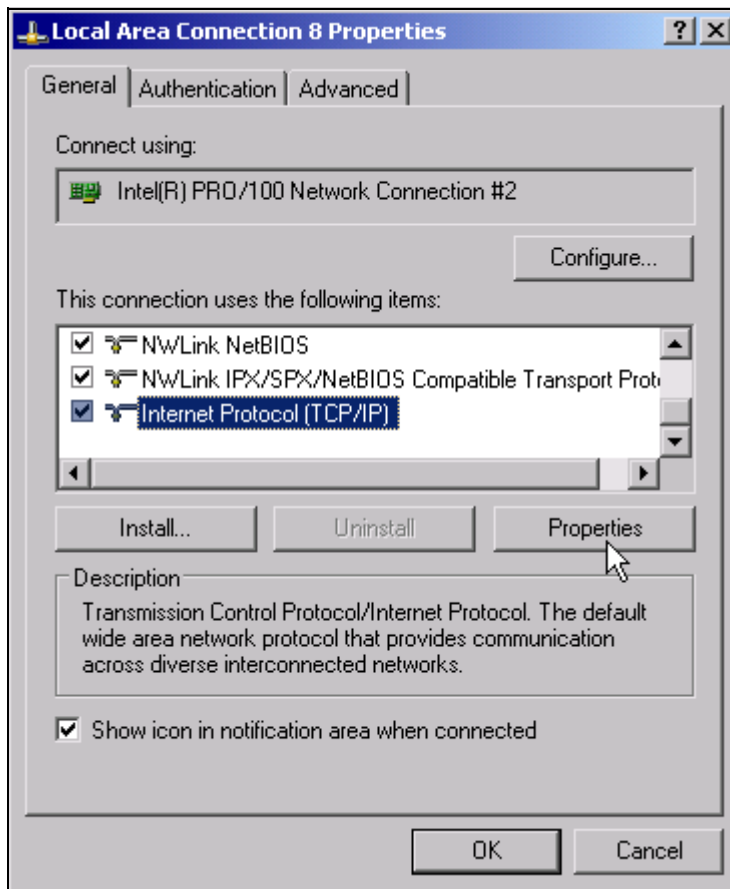 Local Area Connection 8 Properties
General
Authentication
Advanced
Connect using:
Intel(R) PRO/100 Network Connection #2
Configure...
This connection uses the following items:
NWLink NetBIOS
NWLink IPX/SPX/NetBIOS Compatible Transport Prot
Internet Protocol (TCP/IP)
Install...
Uninstall
Properties
Description
Transmission Control Protocol/Internet Protocol. The default
wide area network protocol that provides communication
across diverse interconnected networks.
Show icon in notification area when connected
OK
Cancel